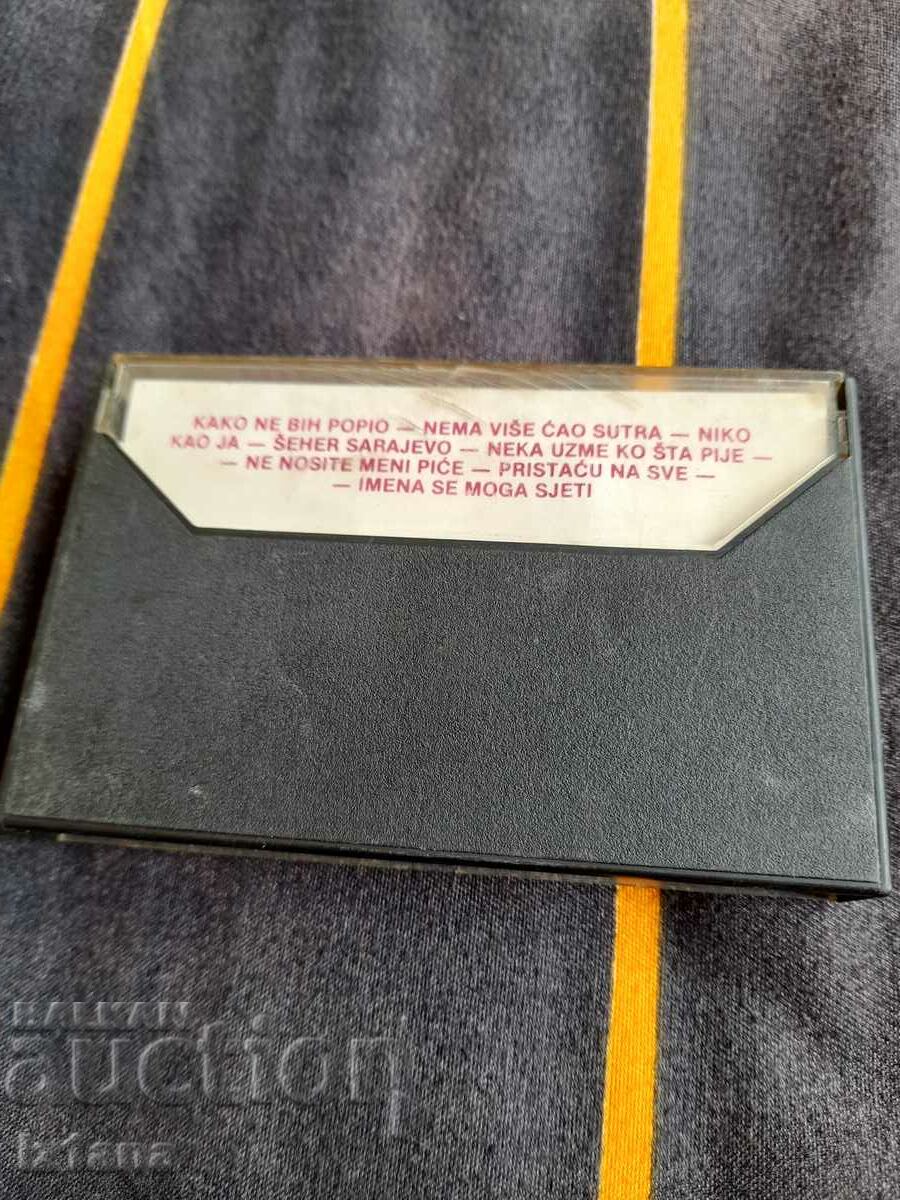 KAKO NE BIH POPIO — NEMA VIŠE ĆAO SUTRA — NIKO
KAO JA — ŠEHER SARAJEVO — NEKA UZME KO ŠTA PIJE —
— NE NOSITE MENI PIĆE — PRISTAĆU NA SVE —
— IMENA SE MOGA SJETI
BALKAN
auction
Izfana